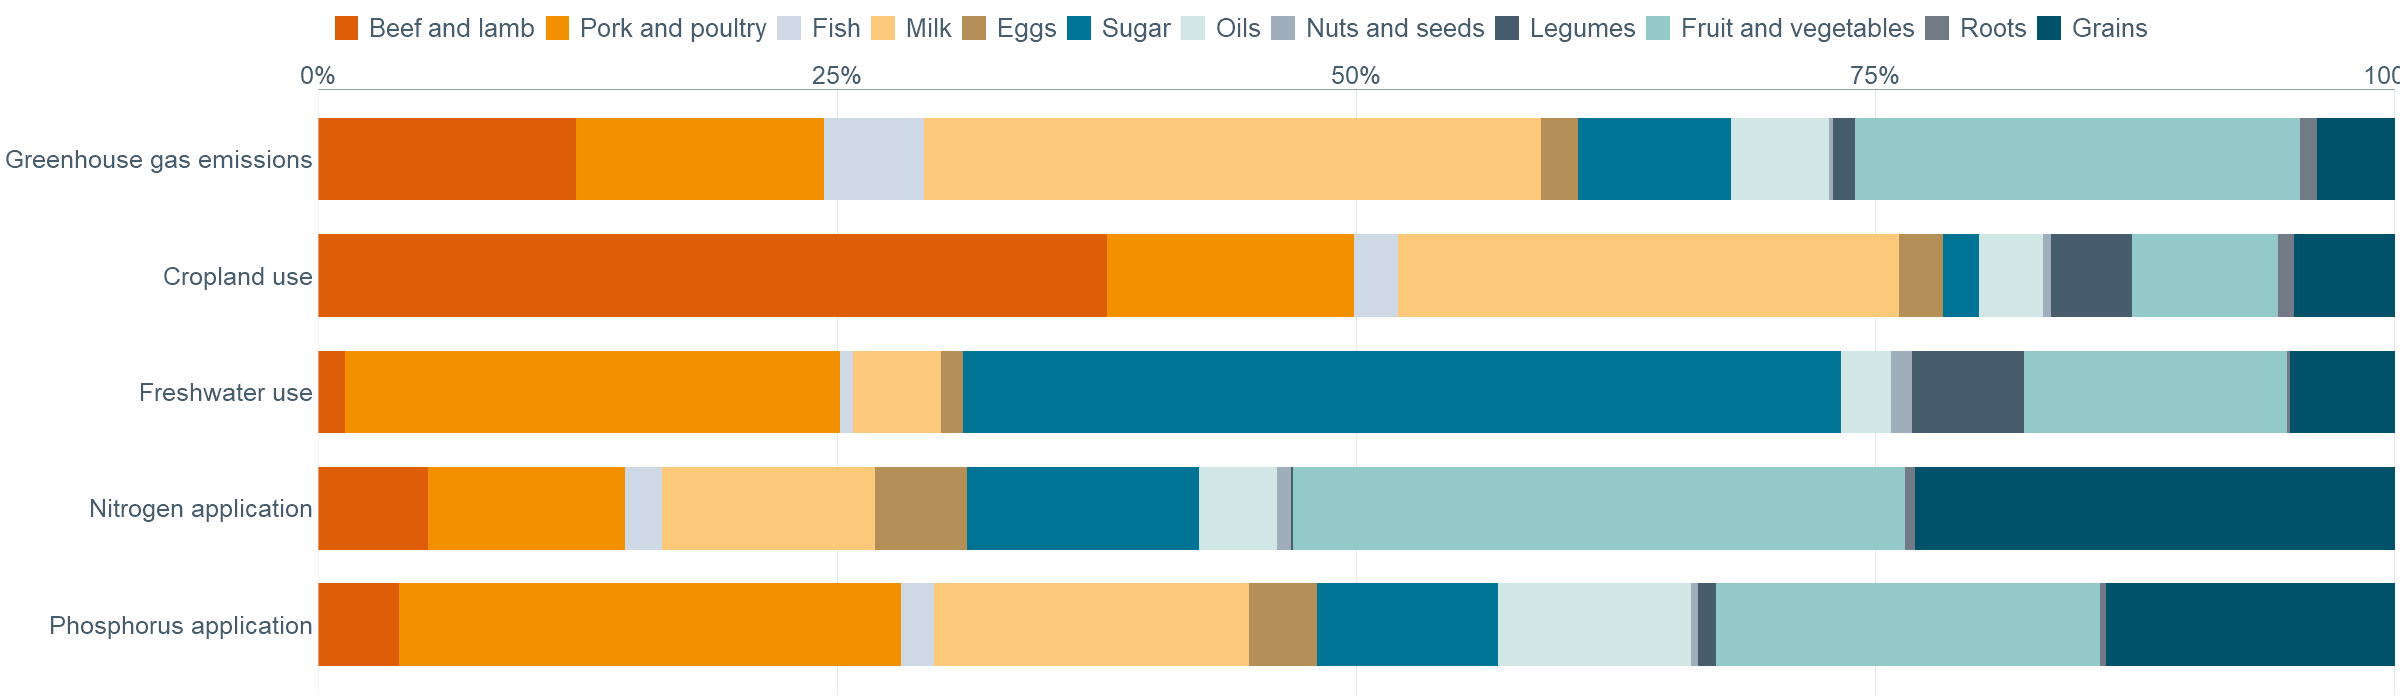 Beef and lamb Pork and poultry Fish Milk Eggs Sugar Oils Nuts and seeds Legumes Fruit and vegetables Roots Grains
0% 25% 50% 75% 100
Greenhouse gas emissions
Cropland use
Freshwater use
Nitrogen application
Phosphorus application